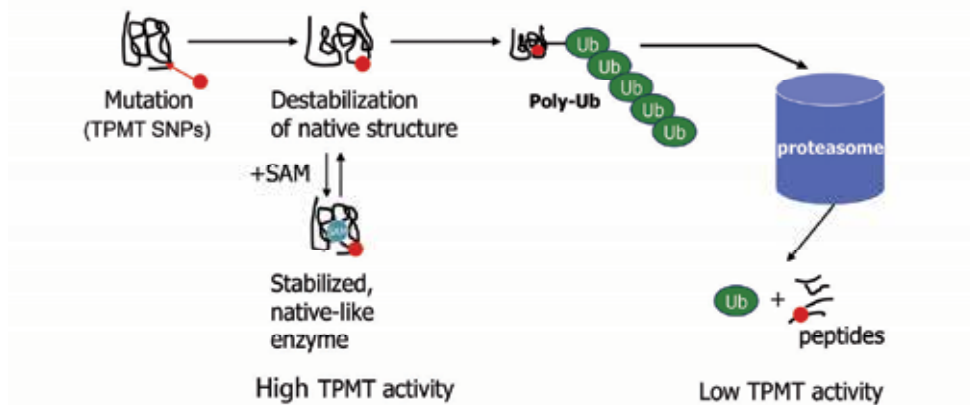 Mutation
(TPMT SNPs)
Destabilization
of native structure
Poly-Ub
Ub
Ub
Ub
Ub
Ub
proteasome
+SAM
SAM
Stabilized,
native-like
enzyme
Ub +
peptides
High TPMT activity
Low TPMT activity